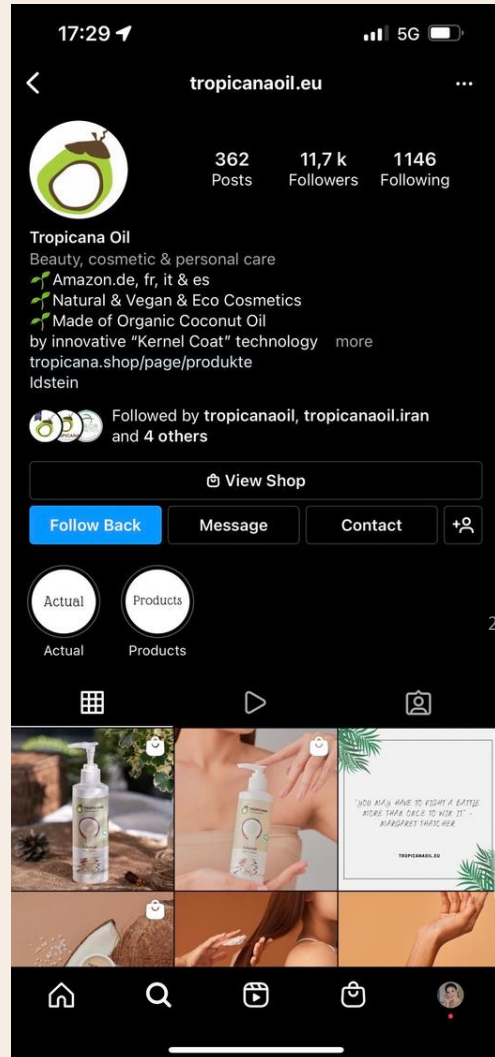 17:29
5G
tropicanaoil.eu
362 11,7 k 1146
Posts Followers Following
Tropicana Oil
Beauty, cosmetic & personal care
Amazon.de, fr, it & es
Natural & Vegan & Eco Cosmetics
Made of Organic Coconut Oil
by innovative “Kernel Coat” technology more
tropicana.shop/page/produkte
Idstein
Followed by tropicanaoil, tropicanaoil.iran
and 4 others
View Shop
Follow Back Message Contact
Actual Products
Actual Products
2
"YOU MAY HAVE TO FIGHT A BATTLE
MORE THAN ONCE TO WIN IT" -
MARGARET THATCHER
TROPICANAOIL.EU